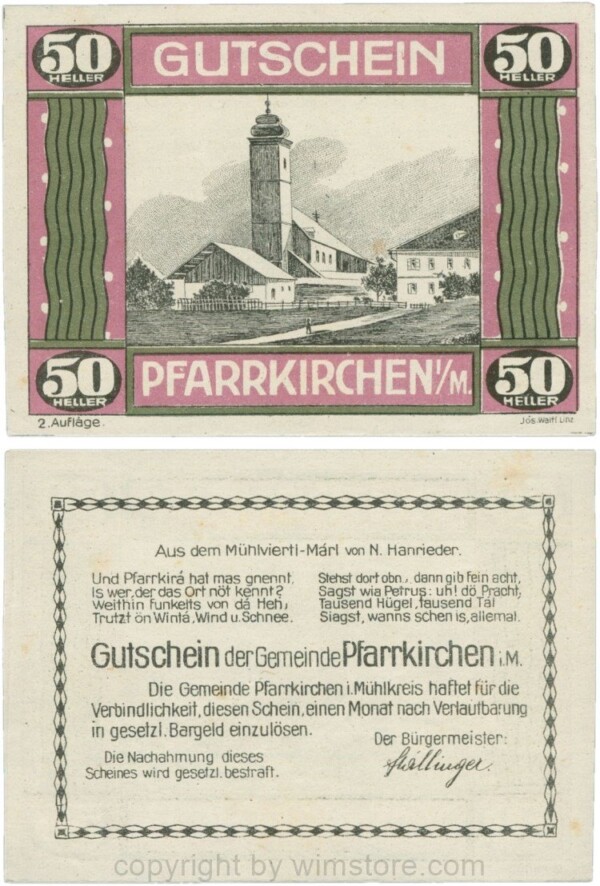 50 HELLER
GUTSCHEIN
50 HELLER
50 HELLER
PFARRKIRCHEN I/M.
50 HELLER
2. Auflage.
Jos. Waitl Linz
Aus dem Mühlviertl-Märl von N. Hanrieder.
Und Pfarrkirá hat mas gnennt,
Is wer, der das Ort nöt kennt?
Weithin funkelts von dá Heh,
Trutzt ön Wintá, Wind u. Schnee.
Stehst dort obn, dann gib fein acht,
Sagst wia Petrus: uh! dö Pracht,
Tausend Hügel, tausend Tal
Siagst, wanns schen is, allemal.
Gutschein der Gemeinde Pfarrkirchen i. M.
Die Gemeinde Pfarrkirchen i. Mühlkreis haftet für die
Verbindlichkeit, diesen Schein, einen Monat nach Verlautbarung
in gesetzl. Bargeld einzulösen.
Der Bürgermeister:
Die Nachahmung dieses
Scheines wird gesetzl. bestraft.
copyright by wimstore.com